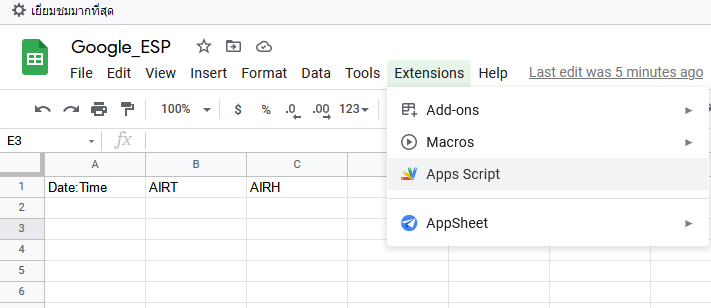 เยี่ยมชมมากที่สุด
Google_ESP
File Edit View Insert Format Data Tools Extensions Help Last edit was 5 minutes ago
100% $ % .0 .00 123
Add-ons
E3 fx
Macros
A B C
Apps Script
1 Date:Time AIRT AIRH
2
AppSheet
3
4
5
6